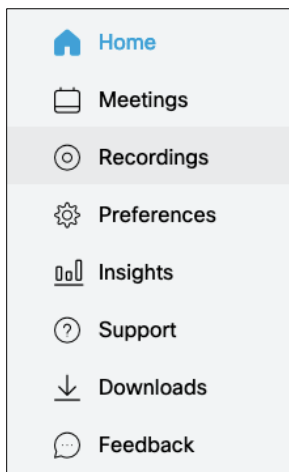 Home
Meetings
Recordings
Preferences
Insights
Support
Downloads
Feedback